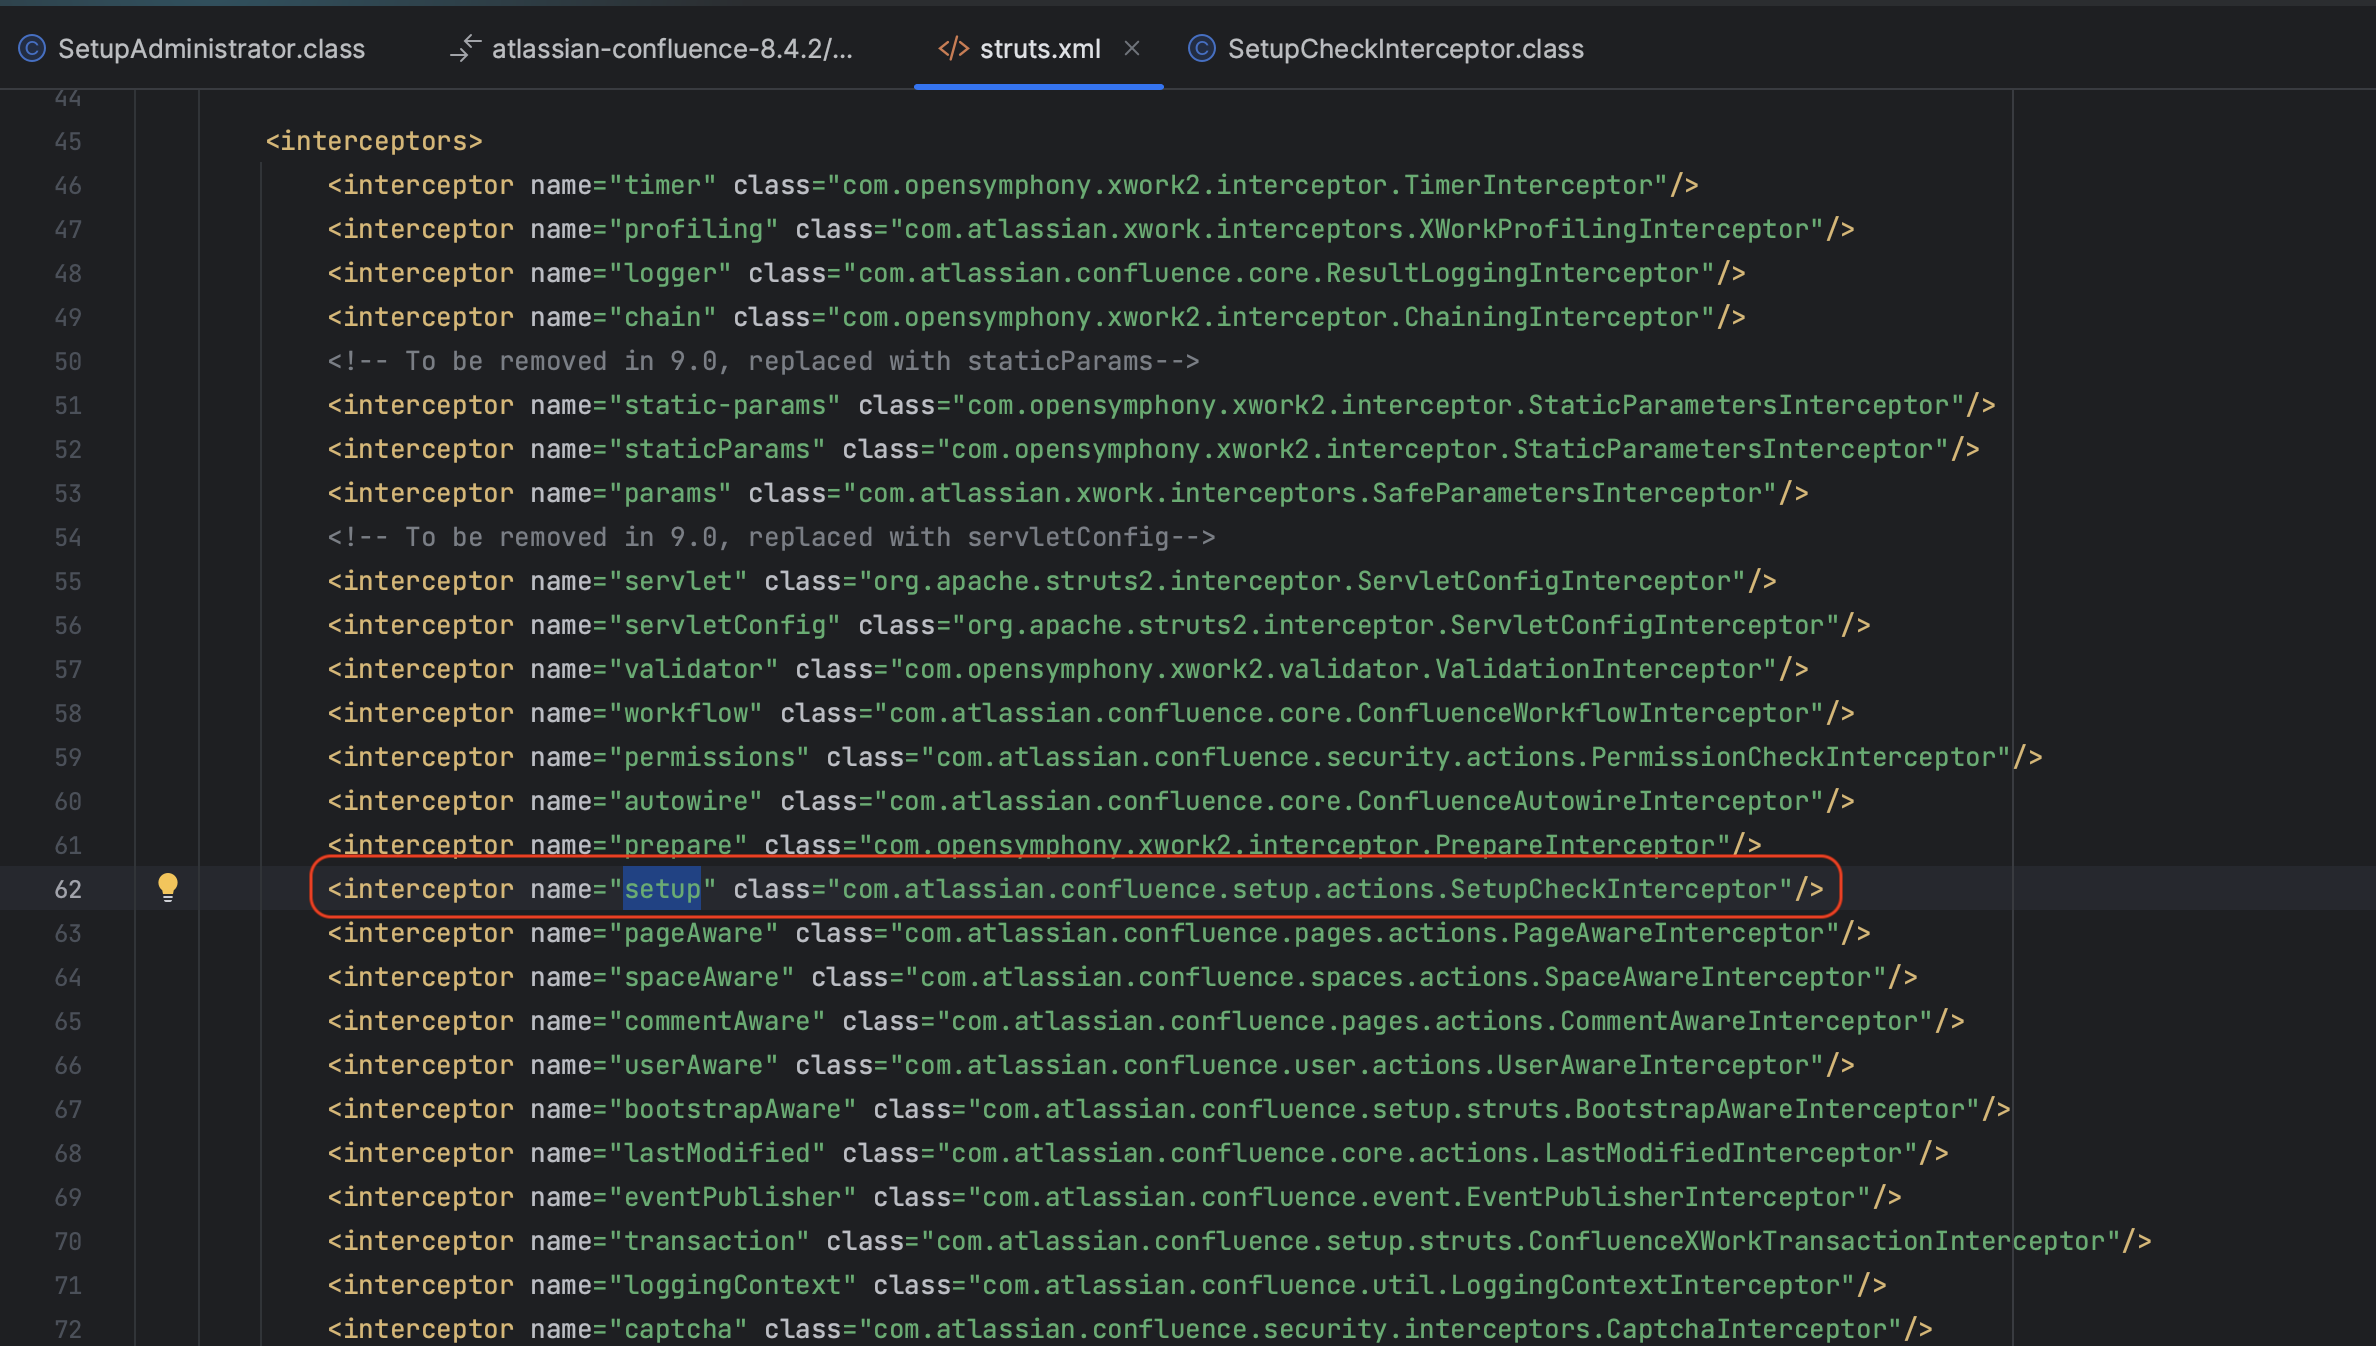 SetupAdministrator.class
atlassian-confluence-8.4.2/...
</> struts.xml
SetupCheckInterceptor.class
44
45 <interceptors>
46 <interceptor name="timer" class="com.opensymphony.xwork2.interceptor.TimerInterceptor"/>
47 <interceptor name="profiling" class="com.atlassian.xwork.interceptors.XWorkProfilingInterceptor"/>
48 <interceptor name="logger" class="com.atlassian.confluence.core.ResultLoggingInterceptor"/>
49 <interceptor name="chain" class="com.opensymphony.xwork2.interceptor.ChainingInterceptor"/>
50 <!-- To be removed in 9.0, replaced with staticParams-->
51 <interceptor name="static-params" class="com.opensymphony.xwork2.interceptor.StaticParametersInterceptor"/>
52 <interceptor name="staticParams" class="com.opensymphony.xwork2.interceptor.StaticParametersInterceptor"/>
53 <interceptor name="params" class="com.atlassian.xwork.interceptors.SafeParametersInterceptor"/>
54 <!-- To be removed in 9.0, replaced with servletConfig-->
55 <interceptor name="servlet" class="org.apache.struts2.interceptor.ServletConfigInterceptor"/>
56 <interceptor name="servletConfig" class="org.apache.struts2.interceptor.ServletConfigInterceptor"/>
57 <interceptor name="validator" class="com.opensymphony.xwork2.validator.ValidationInterceptor"/>
58 <interceptor name="workflow" class="com.atlassian.confluence.core.ConfluenceWorkflowInterceptor"/>
59 <interceptor name="permissions" class="com.atlassian.confluence.security.actions.PermissionCheckInterceptor"/>
60 <interceptor name="autowire" class="com.atlassian.confluence.core.ConfluenceAutowireInterceptor"/>
61 <interceptor name="prepare" class="com.opensymphony.xwork2.interceptor.PrepareInterceptor"/>
62 <interceptor name="setup" class="com.atlassian.confluence.setup.actions.SetupCheckInterceptor"/>
63 <interceptor name="pageAware" class="com.atlassian.confluence.pages.actions.PageAwareInterceptor"/>
64 <interceptor name="spaceAware" class="com.atlassian.confluence.spaces.actions.SpaceAwareInterceptor"/>
65 <interceptor name="commentAware" class="com.atlassian.confluence.pages.actions.CommentAwareInterceptor"/>
66 <interceptor name="userAware" class="com.atlassian.confluence.user.actions.UserAwareInterceptor"/>
67 <interceptor name="bootstrapAware" class="com.atlassian.confluence.setup.struts.BootstrapAwareInterceptor"/>
68 <interceptor name="lastModified" class="com.atlassian.confluence.core.actions.LastModifiedInterceptor"/>
69 <interceptor name="eventPublisher" class="com.atlassian.confluence.event.EventPublisherInterceptor"/>
70 <interceptor name="transaction" class="com.atlassian.confluence.setup.struts.ConfluenceXWorkTransactionInterceptor"/>
71 <interceptor name="loggingContext" class="com.atlassian.confluence.util.LoggingContextInterceptor"/>
72 <interceptor name="captcha" class="com.atlassian.confluence.security.interceptors.CaptchaInterceptor"/>